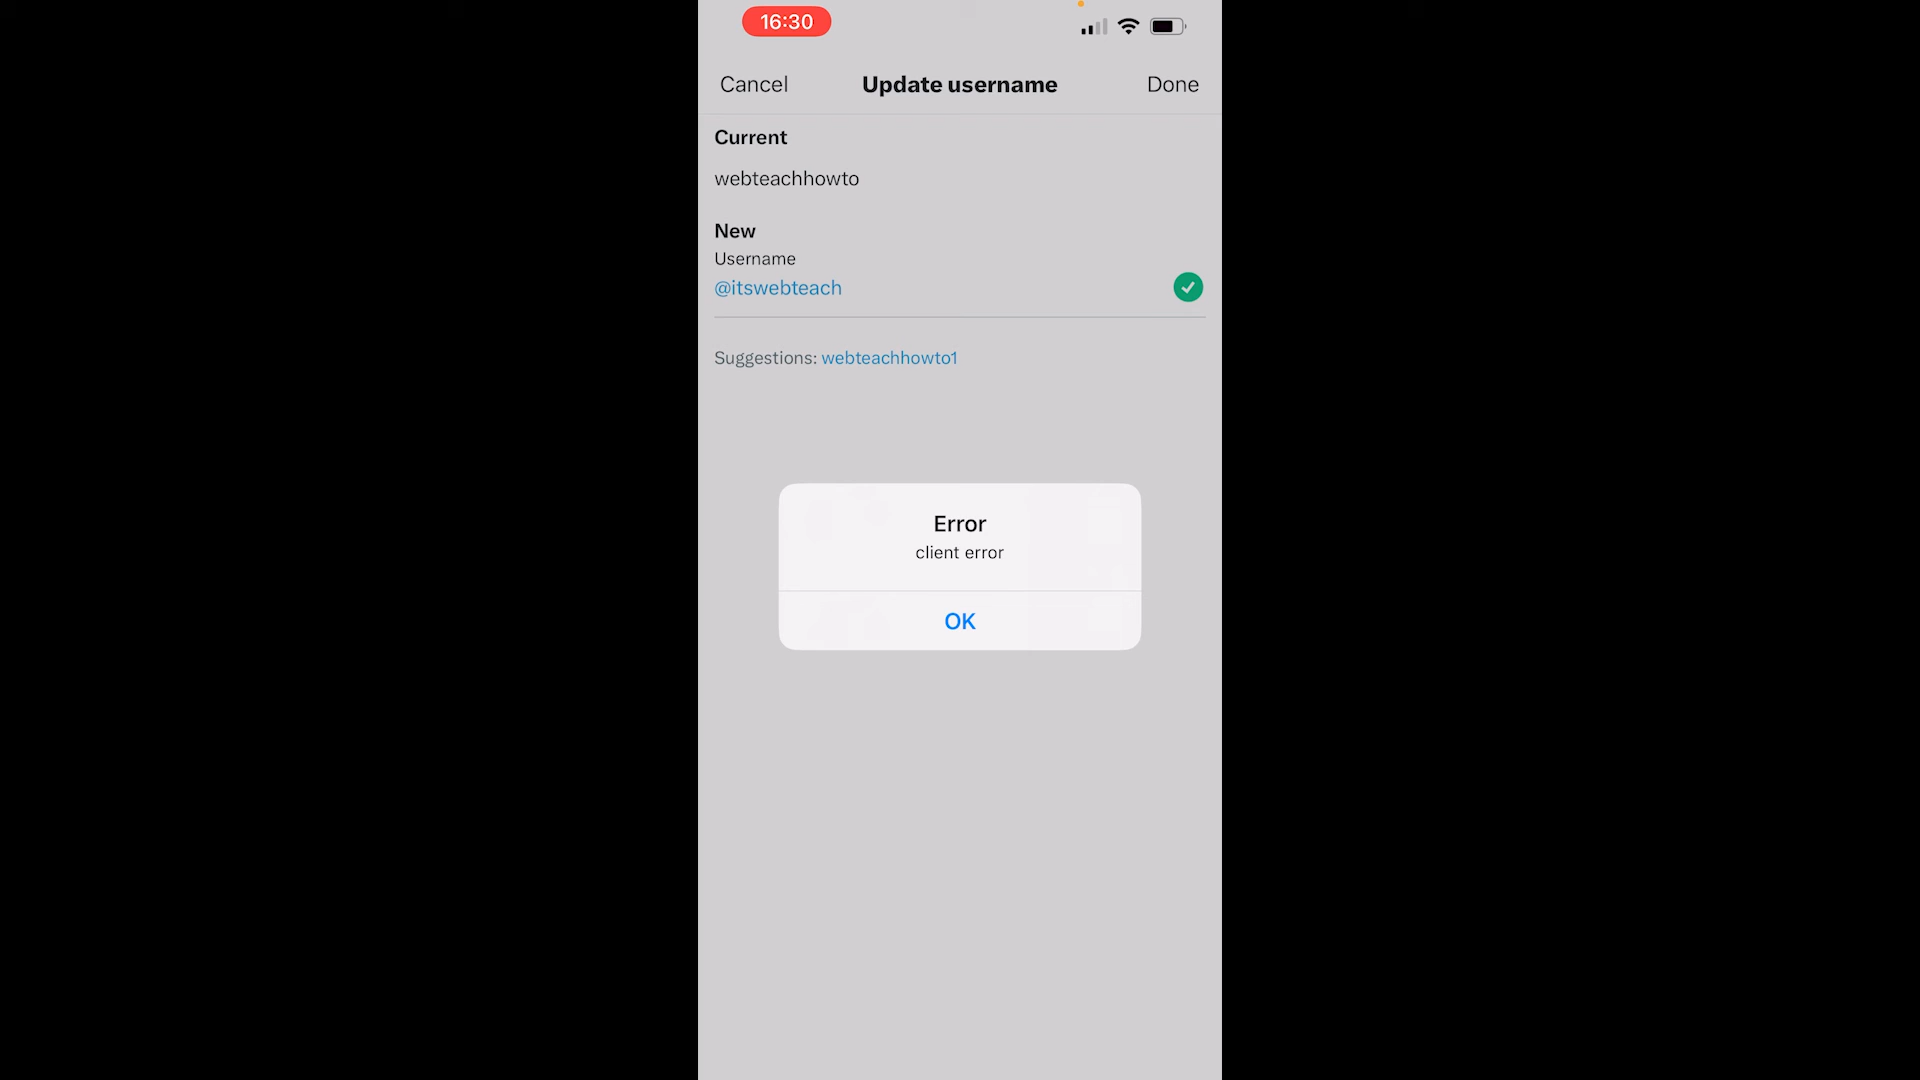 16:30
Cancel Update username Done
Current
webteachhowto
New
Username
@itswebteach
Suggestions: webteachhowto1
Error
client error
OK